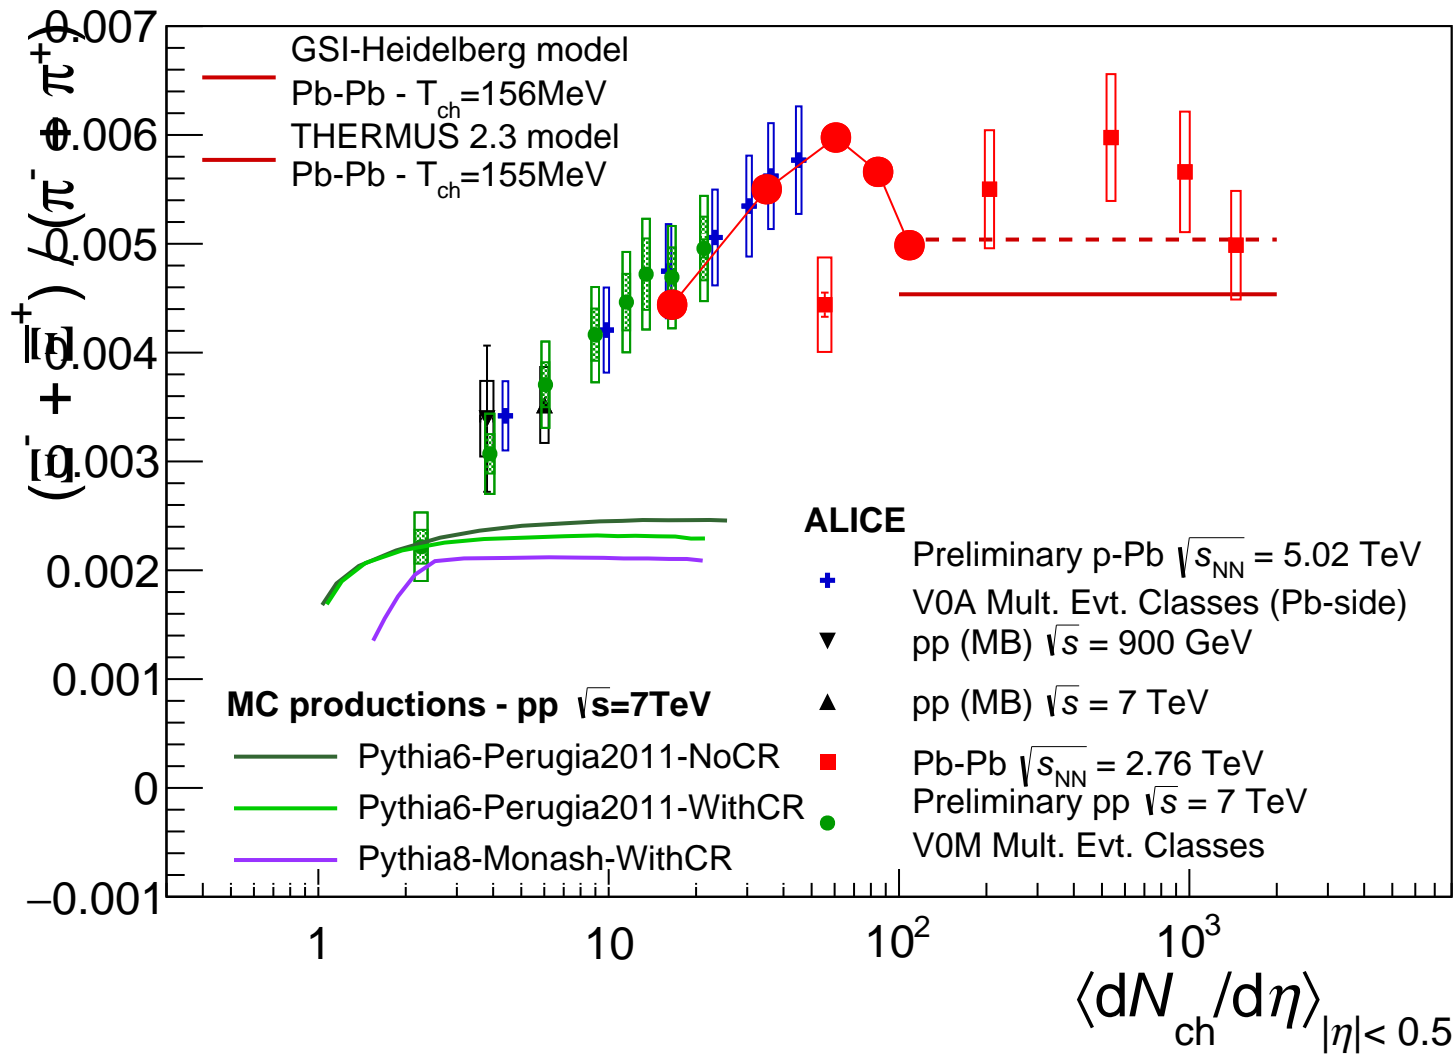 0.007
0.006
0.005
0.004
0.003
0.002
0.001
0
−0.001
(Ξ⁻ + Ξ̅⁺) / (π⁻ + π⁺)
GSI-Heidelberg model
Pb-Pb - T_ch=156MeV
THERMUS 2.3 model
Pb-Pb - T_ch=155MeV
ALICE
Preliminary p-Pb √s_NN = 5.02 TeV
V0A Mult. Evt. Classes (Pb-side)
pp (MB) √s = 900 GeV
pp (MB) √s = 7 TeV
Pb-Pb √s_NN = 2.76 TeV
Preliminary pp √s = 7 TeV
V0M Mult. Evt. Classes
MC productions - pp √s=7TeV
Pythia6-Perugia2011-NoCR
Pythia6-Perugia2011-WithCR
Pythia8-Monash-WithCR
1 10 10² 10³
⟨dN_ch/dη⟩_|η|< 0.5